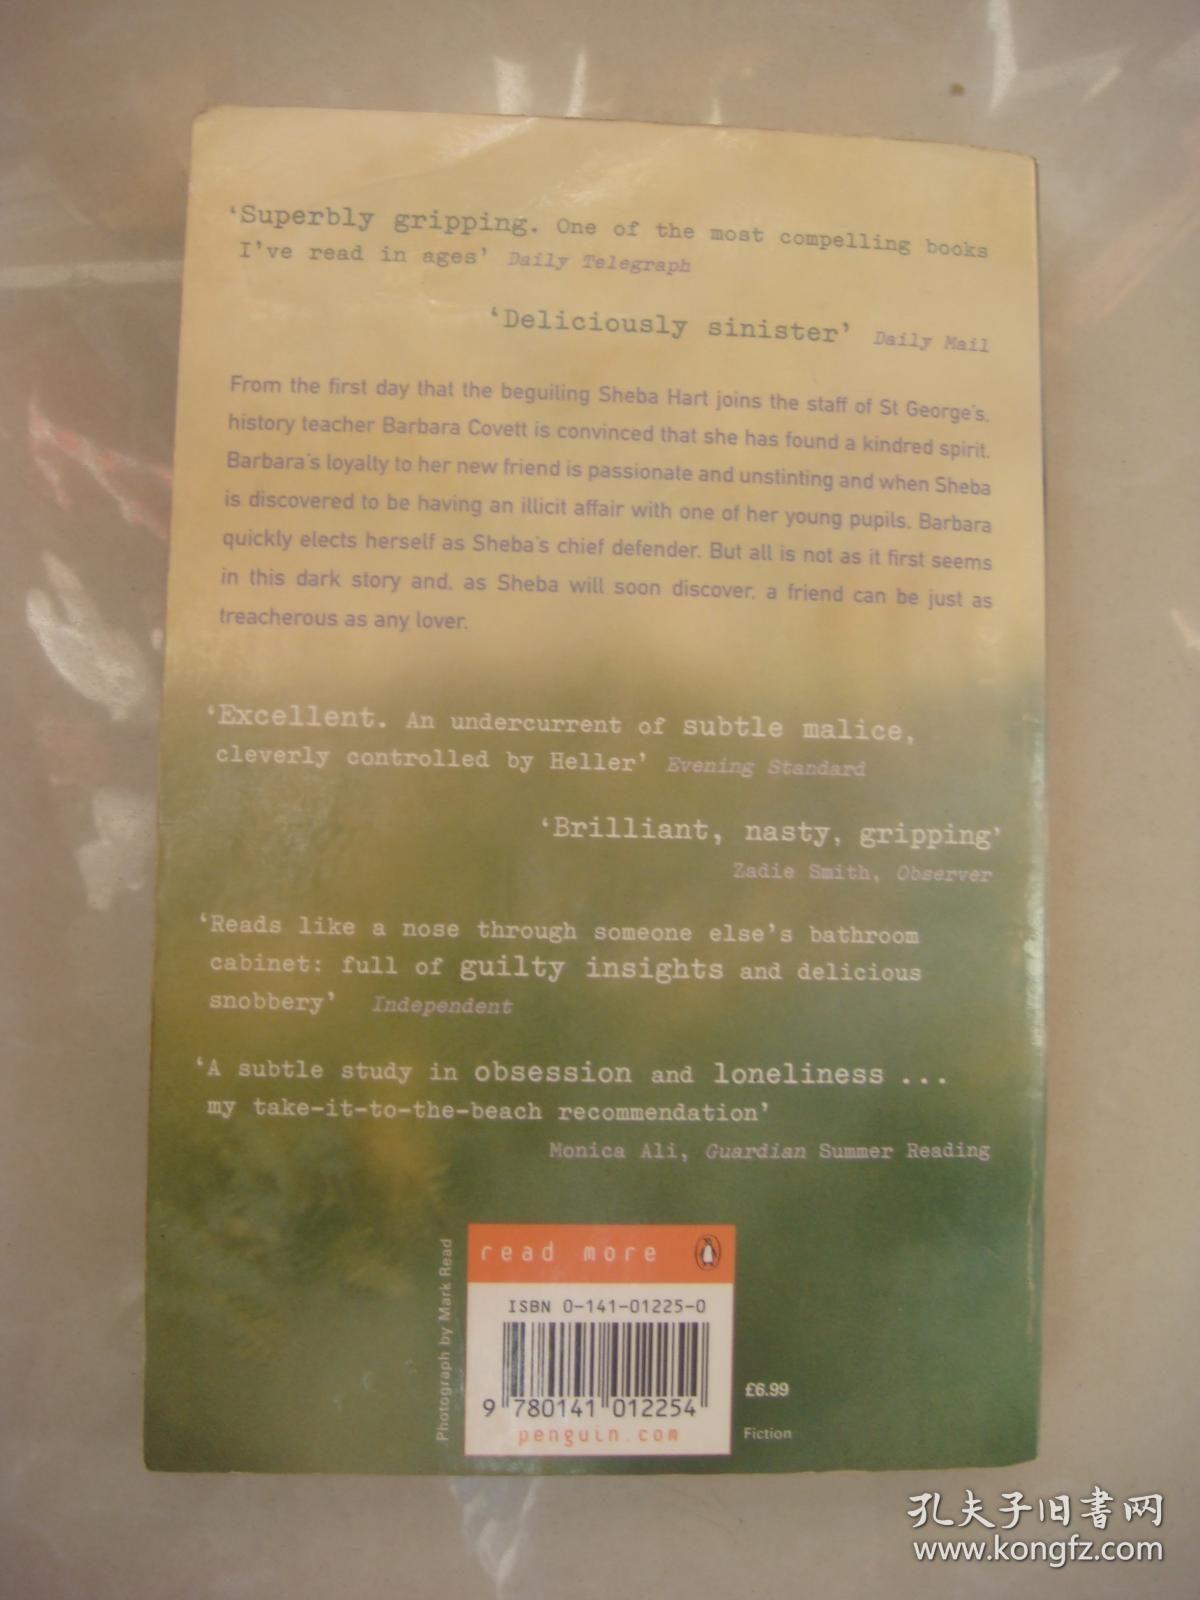 ‘Superbly gripping. One of the most compelling books
I’ve read in ages’ Daily Telegraph
‘Deliciously sinister’ Daily Mail
From the first day that the beguiling Sheba Hart joins the staff of St George's,
history teacher Barbara Covett is convinced that she has found a kindred spirit.
Barbara's loyalty to her new friend is passionate and unstinting and when Sheba
is discovered to be having an illicit affair with one of her young pupils, Barbara
quickly elects herself as Sheba's chief defender. But all is not as it first seems
in this dark story and, as Sheba will soon discover, a friend can be just as
treacherous as any lover.
‘Excellent. An undercurrent of subtle malice,
cleverly controlled by Heller’ Evening Standard
‘Brilliant, nasty, gripping’
Zadie Smith, Observer
‘Reads like a nose through someone else’s bathroom
cabinet: full of guilty insights and delicious
snobbery’ Independent
‘A subtle study in obsession and loneliness ...
my take-it-to-the-beach recommendation’
Monica Ali, Guardian Summer Reading
Photograph by Mark Read
read more
ISBN 0-141-01225-0
9 780141 012254
penguin.com
£6.99
Fiction
孔夫子旧书网
www.kongfz.com